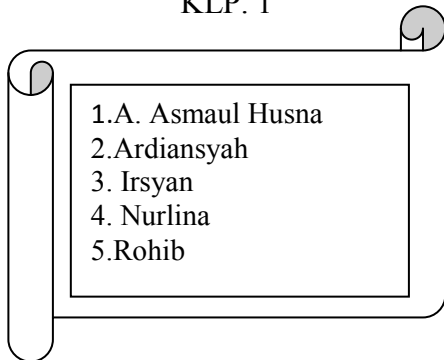 KLP. 1
1.A. Asmaul Husna
2.Ardiansyah
3. Irsyan
4. Nurlina
5.Rohib